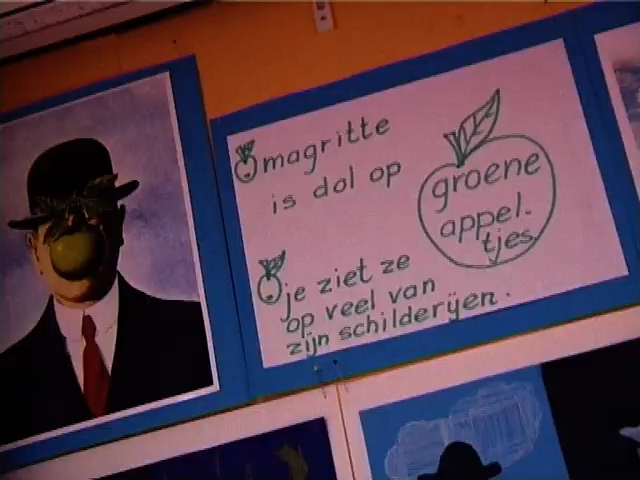 magritte
is dol op
groene
appel-
tjes
je ziet ze
op veel van
zijn schilderijen.